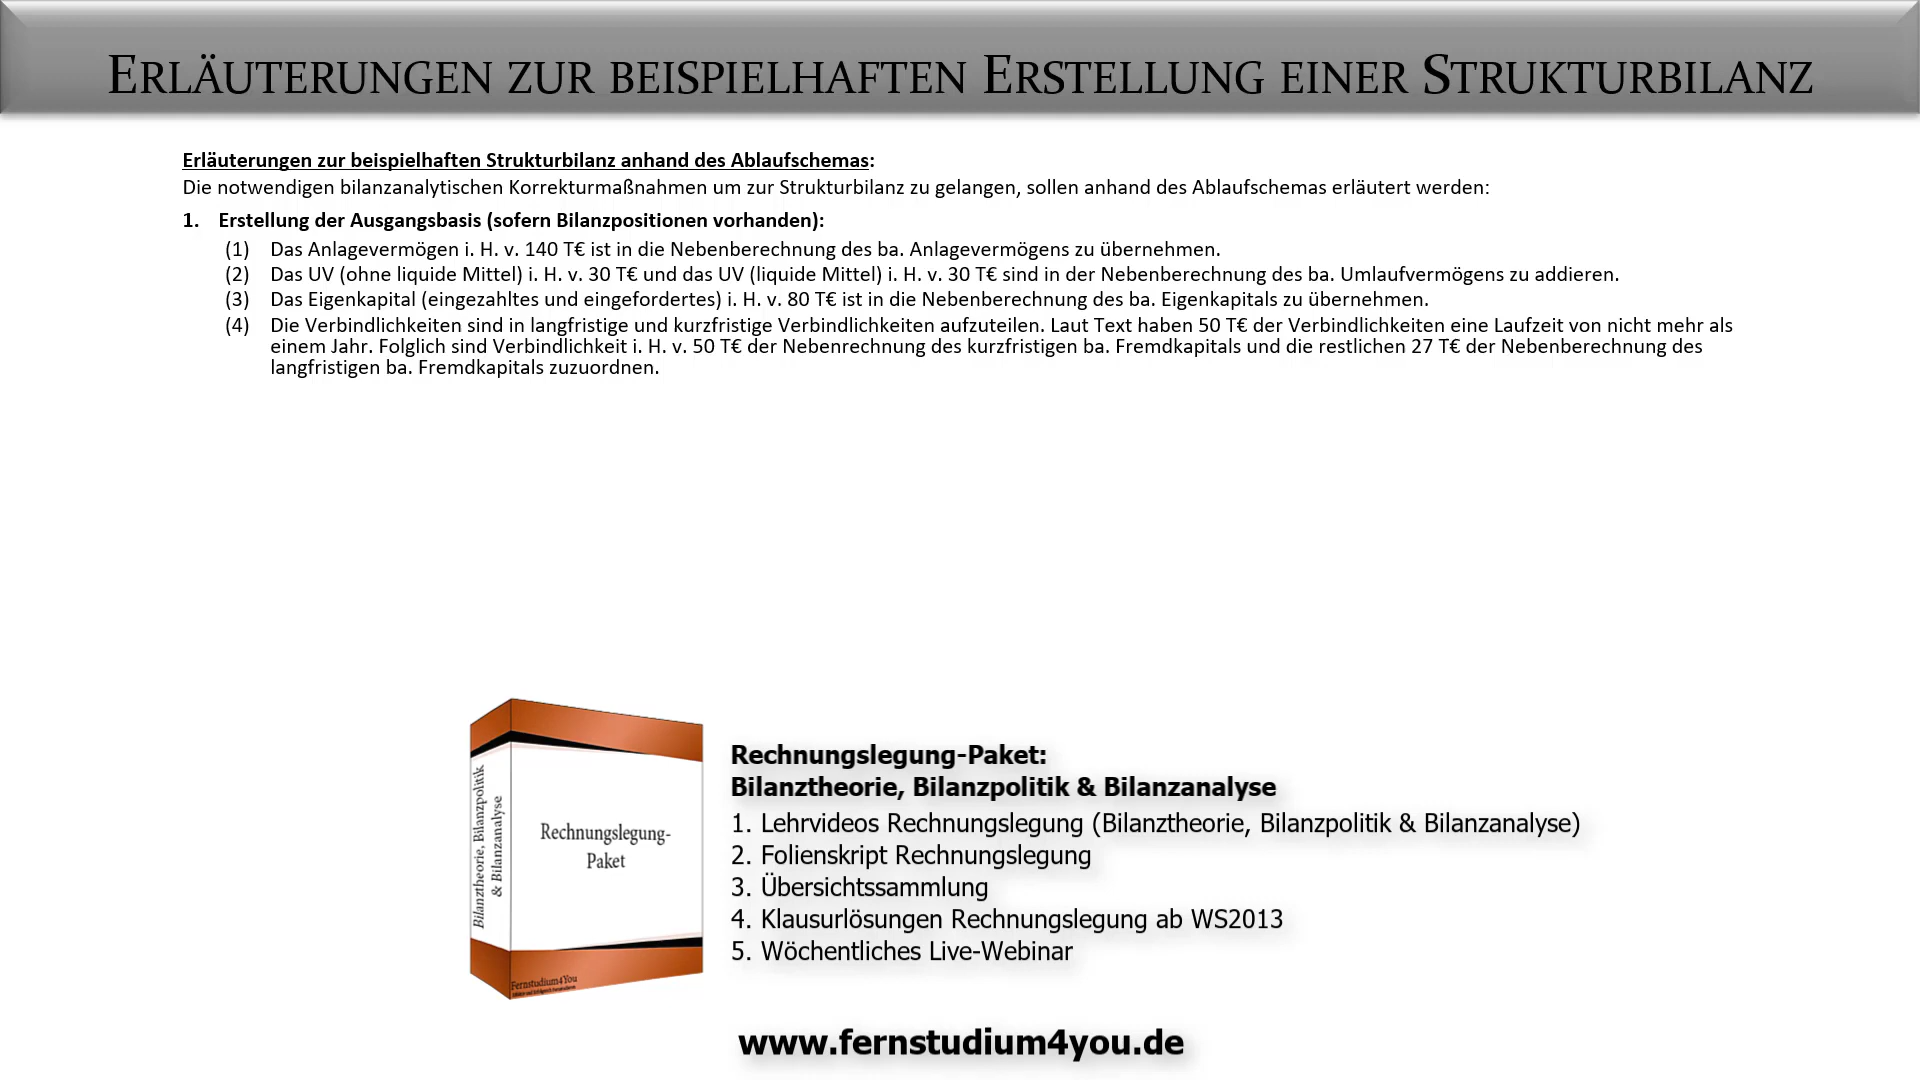 ERLÄUTERUNGEN ZUR BEISPIELHAFTEN ERSTELLUNG EINER STRUKTURBILANZ
Erläuterungen zur beispielhaften Strukturbilanz anhand des Ablaufschemas:
Die notwendigen bilanzanalytischen Korrekturmaßnahmen um zur Strukturbilanz zu gelangen, sollen anhand des Ablaufschemas erläutert werden:
1. Erstellung der Ausgangsbasis (sofern Bilanzpositionen vorhanden):
(1) Das Anlagevermögen i. H. v. 140 T€ ist in die Nebenberechnung des ba. Anlagevermögens zu übernehmen.
(2) Das UV (ohne liquide Mittel) i. H. v. 30 T€ und das UV (liquide Mittel) i. H. v. 30 T€ sind in der Nebenberechnung des ba. Umlaufvermögens zu addieren.
(3) Das Eigenkapital (eingezahltes und eingefordertes) i. H. v. 80 T€ ist in die Nebenberechnung des ba. Eigenkapitals zu übernehmen.
(4) Die Verbindlichkeiten sind in langfristige und kurzfristige Verbindlichkeiten aufzuteilen. Laut Text haben 50 T€ der Verbindlichkeiten eine Laufzeit von nicht mehr als
einem Jahr. Folglich sind Verbindlichkeit i. H. v. 50 T€ der Nebenrechnung des kurzfristigen ba. Fremdkapitals und die restlichen 27 T€ der Nebenberechnung des
langfristigen ba. Fremdkapitals zuzuordnen.
Bilanztheorie, Bilanzpolitik
& Bilanzanalyse
Rechnungslegung-
Paket
Fernstudium4You
Rechnungslegung-Paket:
Bilanztheorie, Bilanzpolitik & Bilanzanalyse
1. Lehrvideos Rechnungslegung (Bilanztheorie, Bilanzpolitik & Bilanzanalyse)
2. Folienskript Rechnungslegung
3. Übersichtssammlung
4. Klausurlösungen Rechnungslegung ab WS2013
5. Wöchentliches Live-Webinar
www.fernstudium4you.de